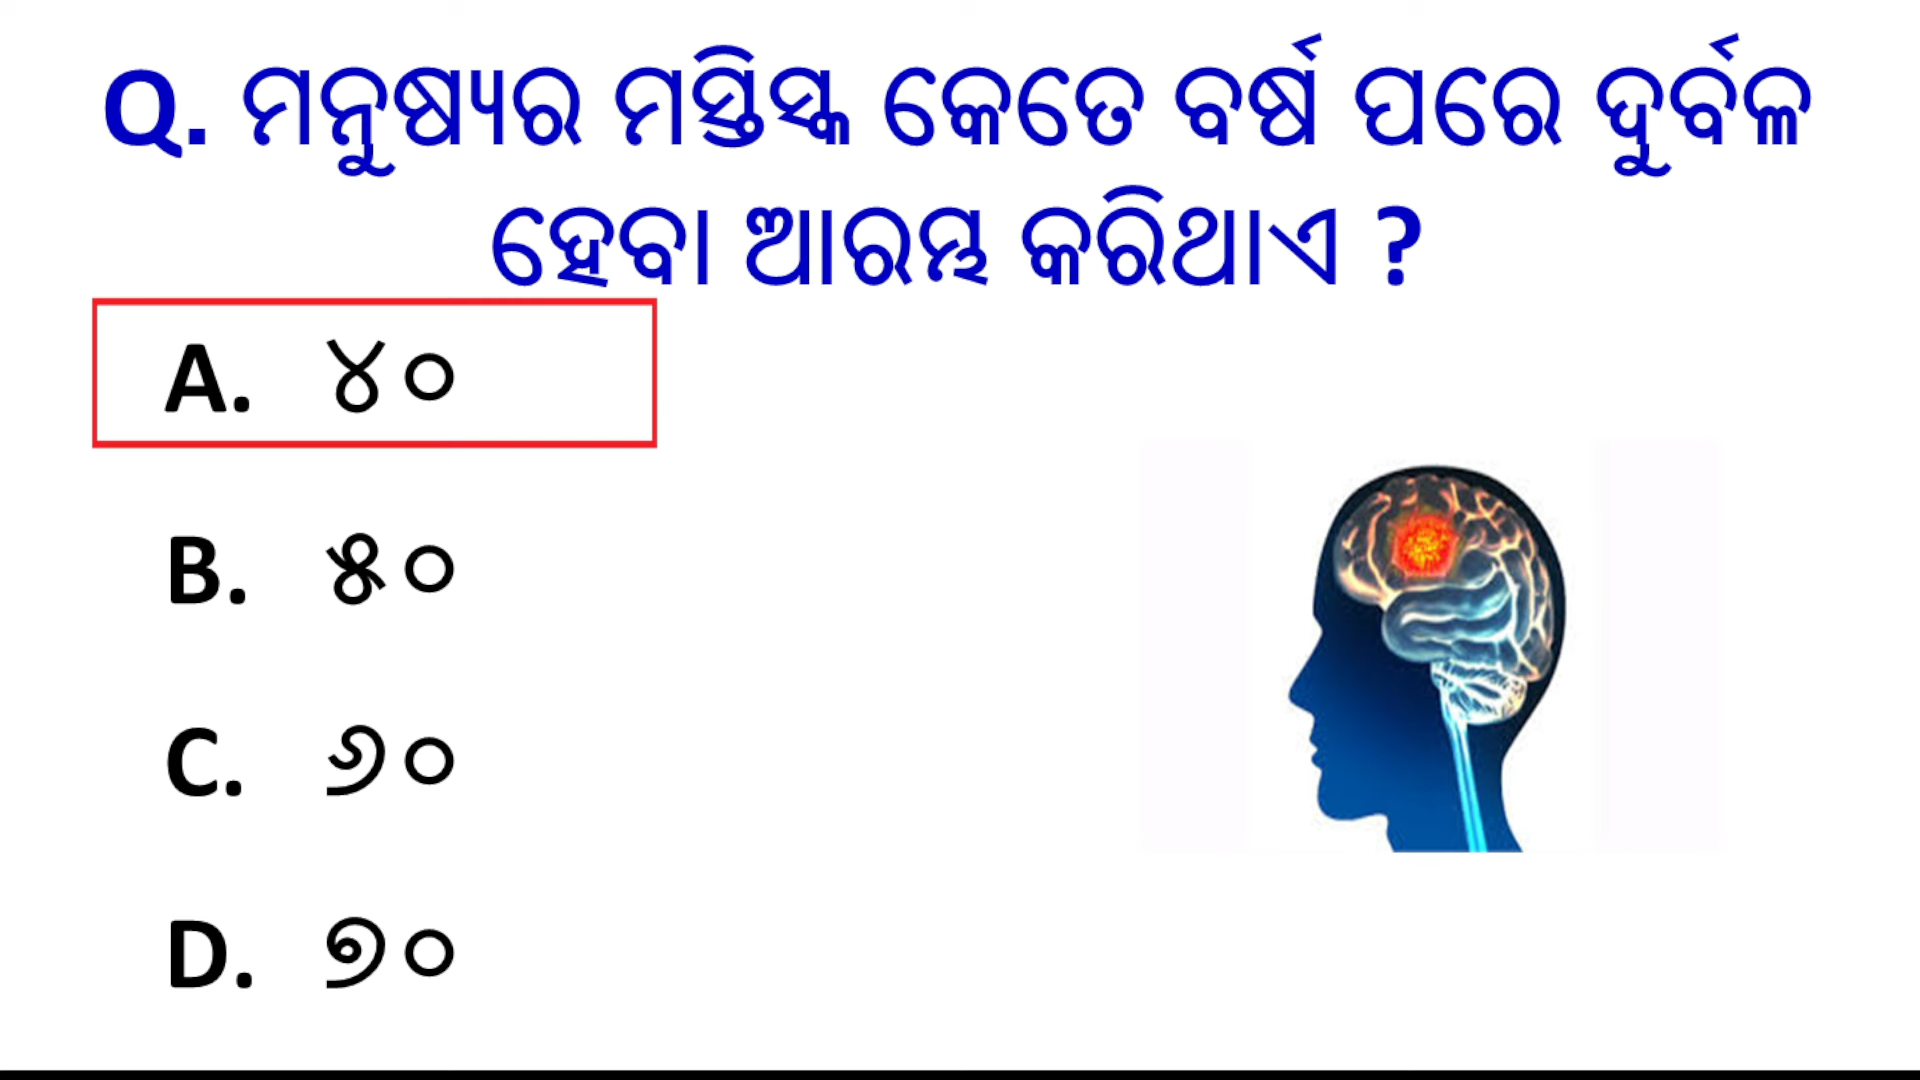 Q. ମନୁଷ୍ୟର ମସ୍ତିସ୍କ କେତେ ବର୍ଷ ପରେ ଦୁର୍ବଳ
ହେବା ଆରମ୍ଭ କରିଥାଏ ?
A. ୪୦
B. ୫୦
C. ୬୦
D. ୭୦